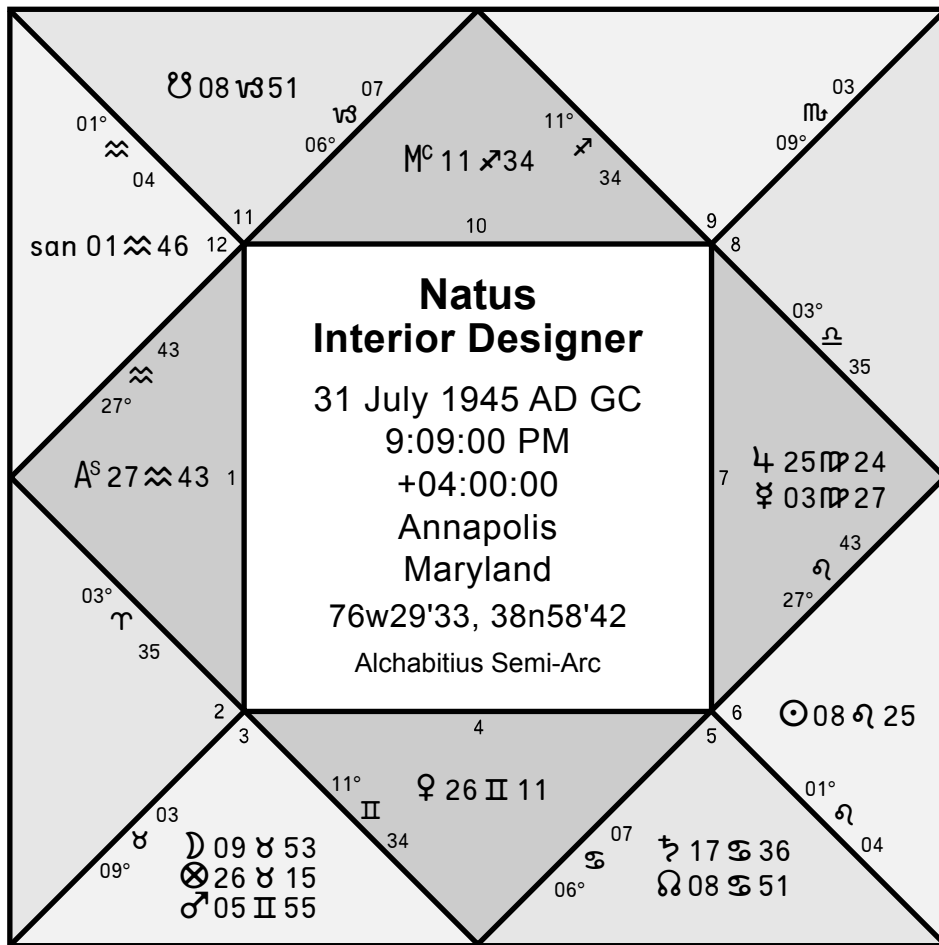 ☋ 08 ♑ 51
07
♑
06°
01°
♒
04
M꜀ 11 ♐ 34
11°
♐
34
03
♏
09°
11
12
10
9
8
san 01 ♒ 46
43
♒
27°
Aˢ 27 ♒ 43
1
Natus
Interior Designer
31 July 1945 AD GC
9:09:00 PM
+04:00:00
Annapolis
Maryland
76w29'33, 38n58'42
Alchabitius Semi-Arc
03°
♎
35
7
♃ 25 ♍ 24
☿ 03 ♍ 27
43
♌
27°
03°
♈
35
2
3
4
6
5
☉ 08 ♌ 25
03
♉
09°
☽ 09 ♉ 53
⊗ 26 ♉ 15
♂ 05 ♊ 55
11°
♊
34
♀ 26 ♊ 11
07
♋
06°
♄ 17 ♋ 36
☊ 08 ♋ 51
01°
♌
04